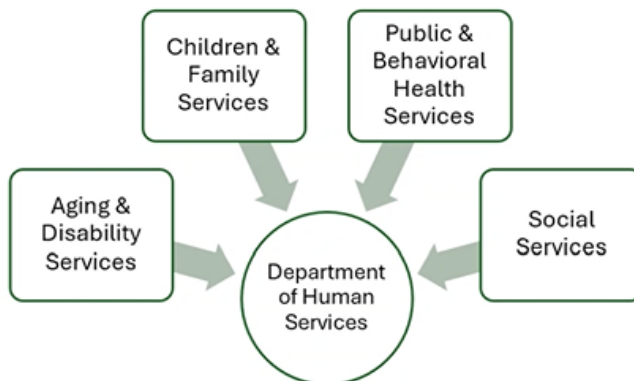 Children &
Family
Services
Public &
Behavioral
Health
Services
Aging &
Disability
Services
Social
Services
Department
of Human
Services